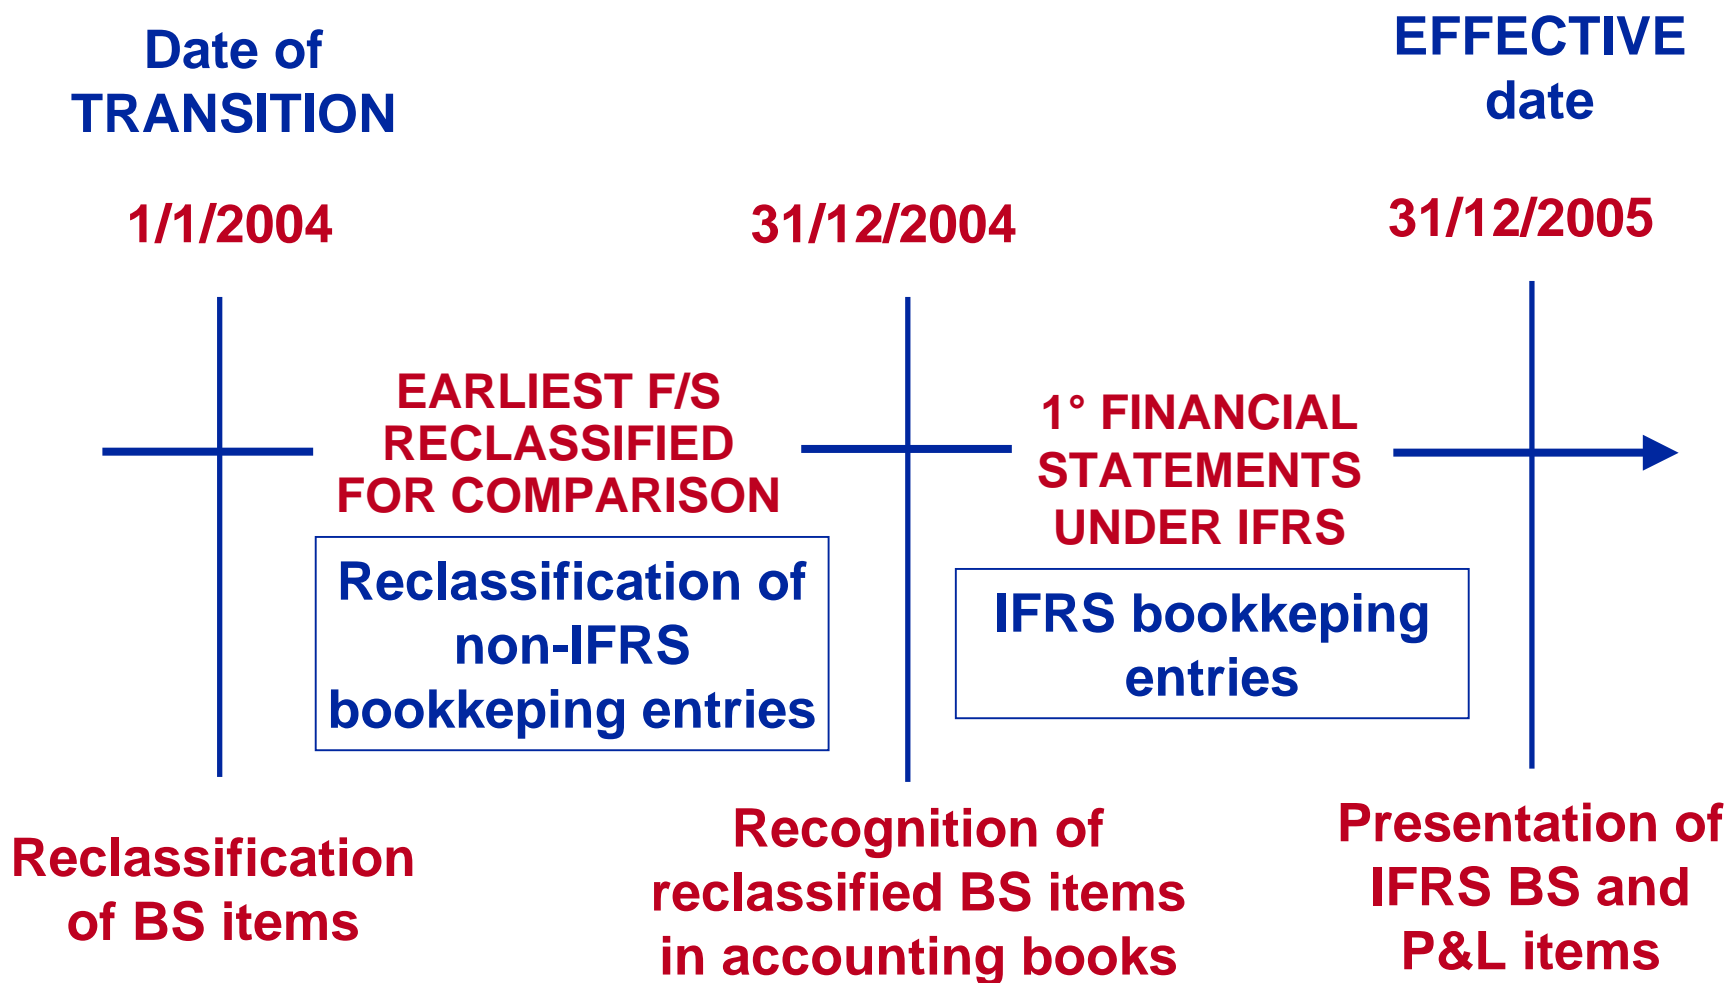 Date of
TRANSITION
EFFECTIVE
date
1/1/2004
31/12/2004
31/12/2005
EARLIEST F/S
RECLASSIFIED
FOR COMPARISON
1° FINANCIAL
STATEMENTS
UNDER IFRS
Reclassification of
non-IFRS
bookkeping entries
IFRS bookkeping
entries
Reclassification
of BS items
Recognition of
reclassified BS items
in accounting books
Presentation of
IFRS BS and
P&L items